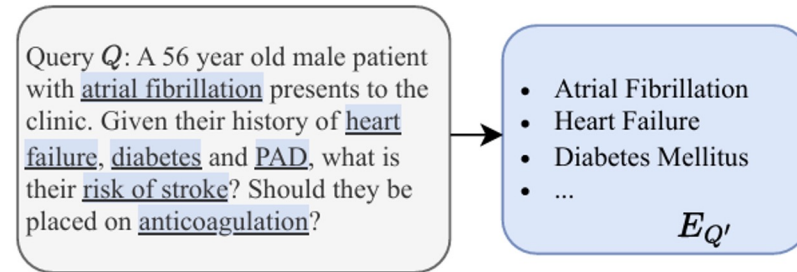 Query Q: A 56 year old male patient
with atrial fibrillation presents to the
clinic. Given their history of heart
failure, diabetes and PAD, what is
their risk of stroke? Should they be
placed on anticoagulation?
• Atrial Fibrillation
• Heart Failure
• Diabetes Mellitus
• ...
E_{Q'}